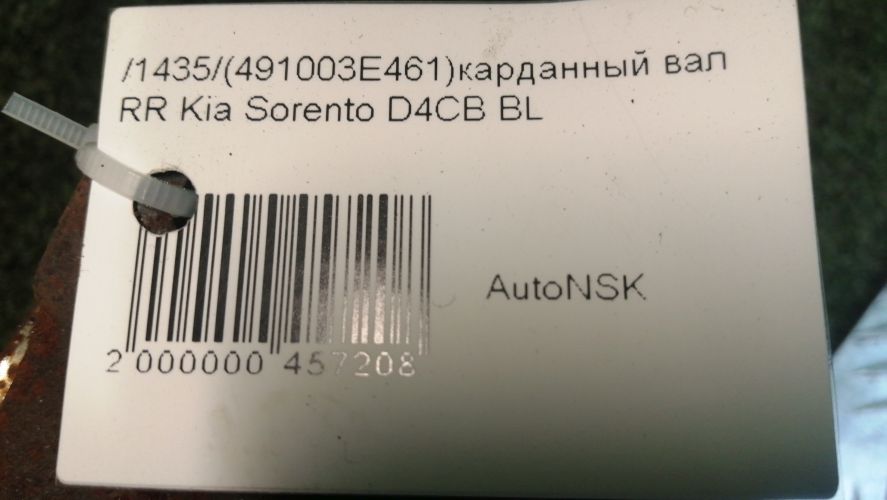 /1435/(491003E461)карданный вал
RR Kia Sorento D4CB BL
AutoNSK
2 000000 457208